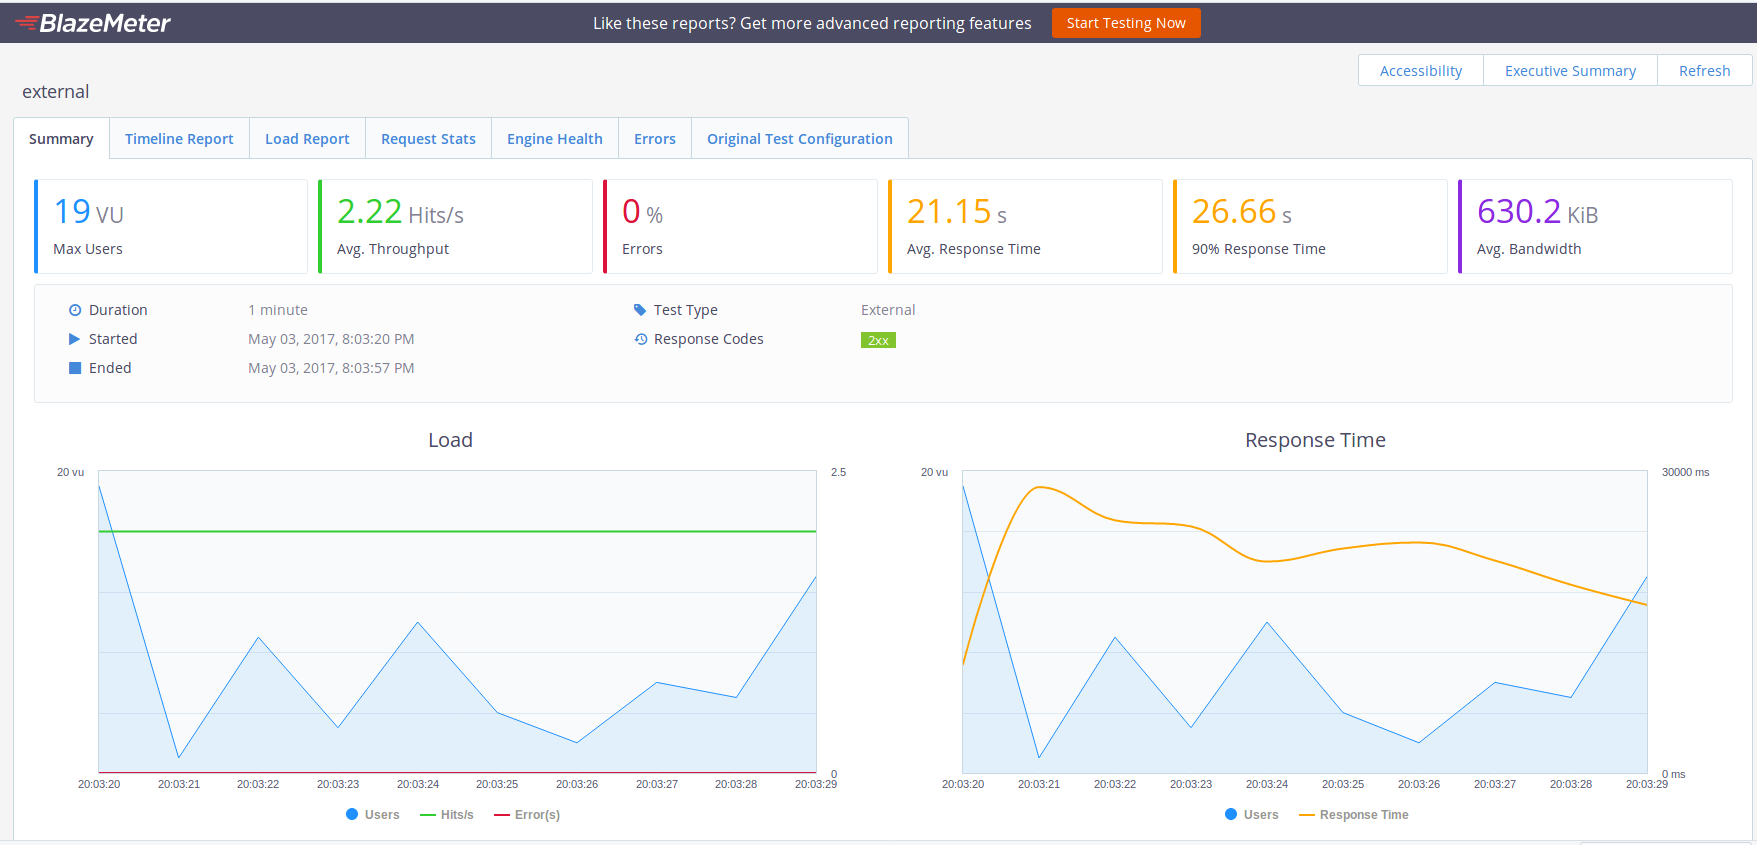 BlazeMeter
Like these reports? Get more advanced reporting features
Start Testing Now
Accessibility
Executive Summary
Refresh
external
Summary
Timeline Report
Load Report
Request Stats
Engine Health
Errors
Original Test Configuration
19 VU
Max Users
2.22 Hits/s
Avg. Throughput
0 %
Errors
21.15 s
Avg. Response Time
26.66 s
90% Response Time
630.2 KiB
Avg. Bandwidth
Duration 1 minute
Started May 03, 2017, 8:03:20 PM
Ended May 03, 2017, 8:03:57 PM
Test Type External
Response Codes 2xx
Load
20 vu
2.5
0
20:03:20 20:03:21 20:03:22 20:03:23 20:03:24 20:03:25 20:03:26 20:03:27 20:03:28 20:03:29
Users Hits/s Error(s)
Response Time
20 vu
30000 ms
0 ms
20:03:20 20:03:21 20:03:22 20:03:23 20:03:24 20:03:25 20:03:26 20:03:27 20:03:28 20:03:29
Users Response Time